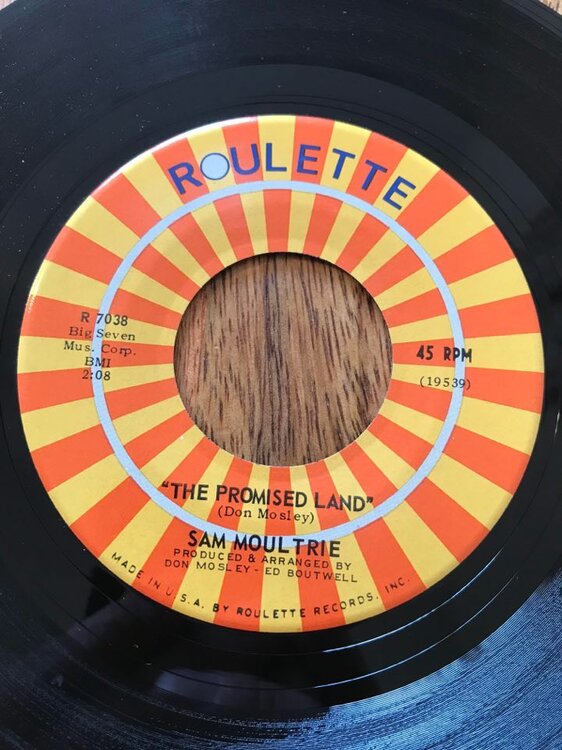 ROULETTE
R 7038
Big Seven
Mus. Corp.
BMI
2:08
45 RPM
(19539)
"THE PROMISED LAND"
(Don Mosley)
SAM MOULTRIE
PRODUCED & ARRANGED BY
DON MOSLEY - ED BOUTWELL
MADE IN U.S.A. BY ROULETTE RECORDS, INC.